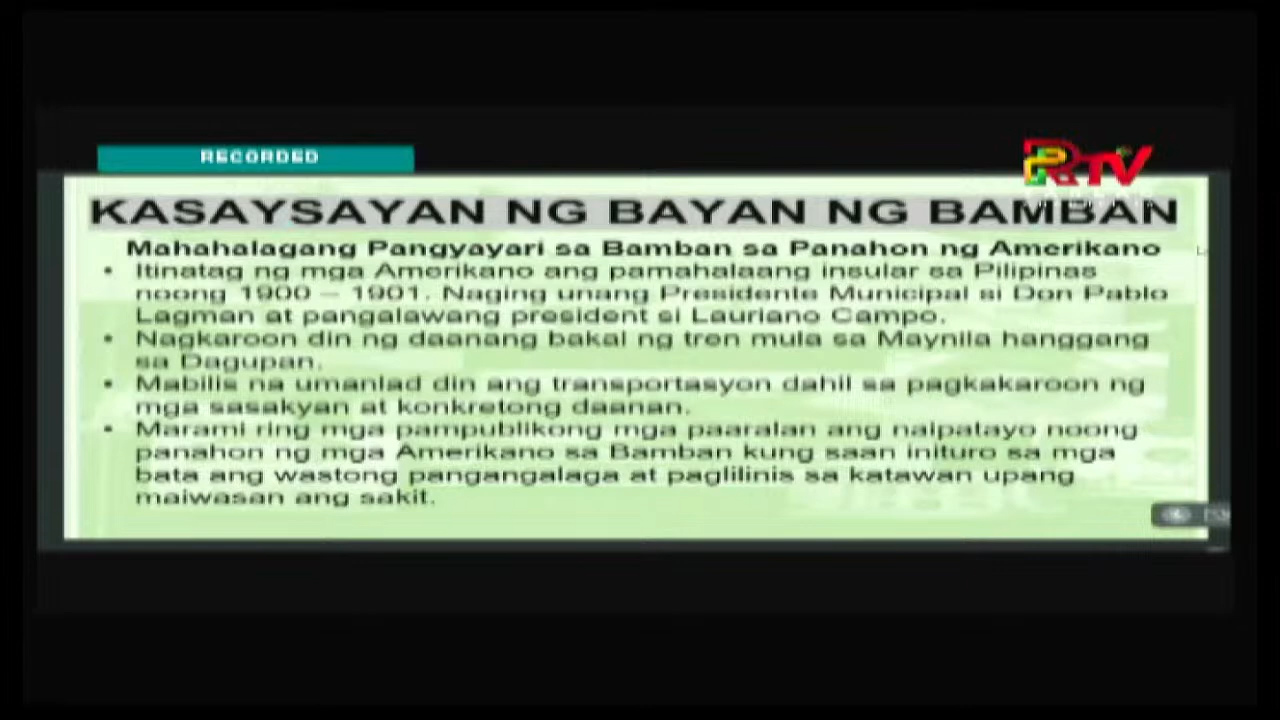 RECORDED
PRTV
KASAYSAYAN NG BAYAN NG BAMBAN
Mahahalagang Pangyayari sa Bamban sa Panahon ng Amerikano
• Itinatag ng mga Amerikano ang pamahalaang insular sa Pilipinas
noong 1900 – 1901. Naging unang Presidente Municipal si Don Pablo
Lagman at pangalawang president si Lauriano Campo.
• Nagkaroon din ng daanang bakal ng tren mula sa Maynila hanggang
sa Dagupan.
• Mabilis na umanlad din ang transportasyon dahil sa pagkakaroon ng
mga sasakyan at konkretong daanan.
• Marami ring mga pampublikong mga paaralan ang naipatayo noong
panahon ng mga Amerikano sa Bamban kung saan inituro sa mga
bata ang wastong pangangalaga at paglilinis sa katawan upang
maiwasan ang sakit.